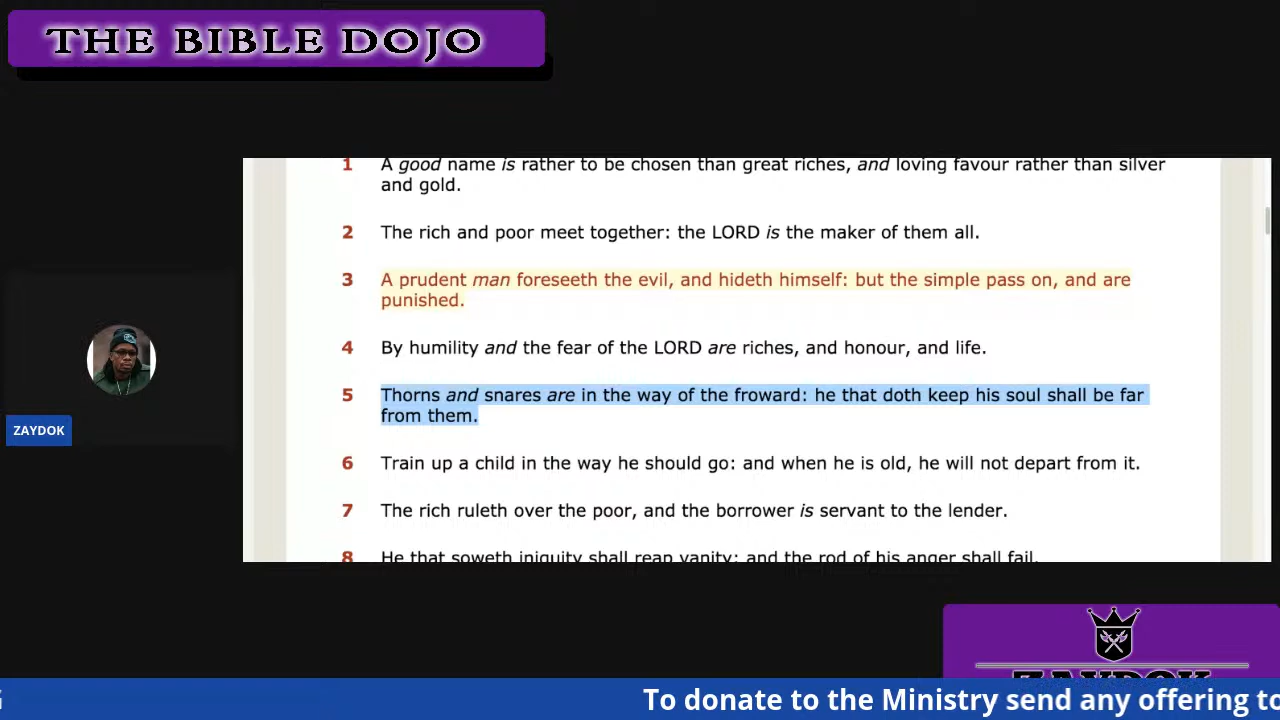 THE BIBLE DOJO
1 A good name is rather to be chosen than great riches, and loving favour rather than silver
and gold.
2 The rich and poor meet together: the LORD is the maker of them all.
3 A prudent man foreseeth the evil, and hideth himself: but the simple pass on, and are
punished.
4 By humility and the fear of the LORD are riches, and honour, and life.
5 Thorns and snares are in the way of the froward: he that doth keep his soul shall be far
from them.
ZAYDOK
6 Train up a child in the way he should go: and when he is old, he will not depart from it.
7 The rich ruleth over the poor, and the borrower is servant to the lender.
8 He that soweth iniquity shall reap vanity: and the rod of his anger shall fail.
ZAYDOK
To donate to the Ministry send any offering to